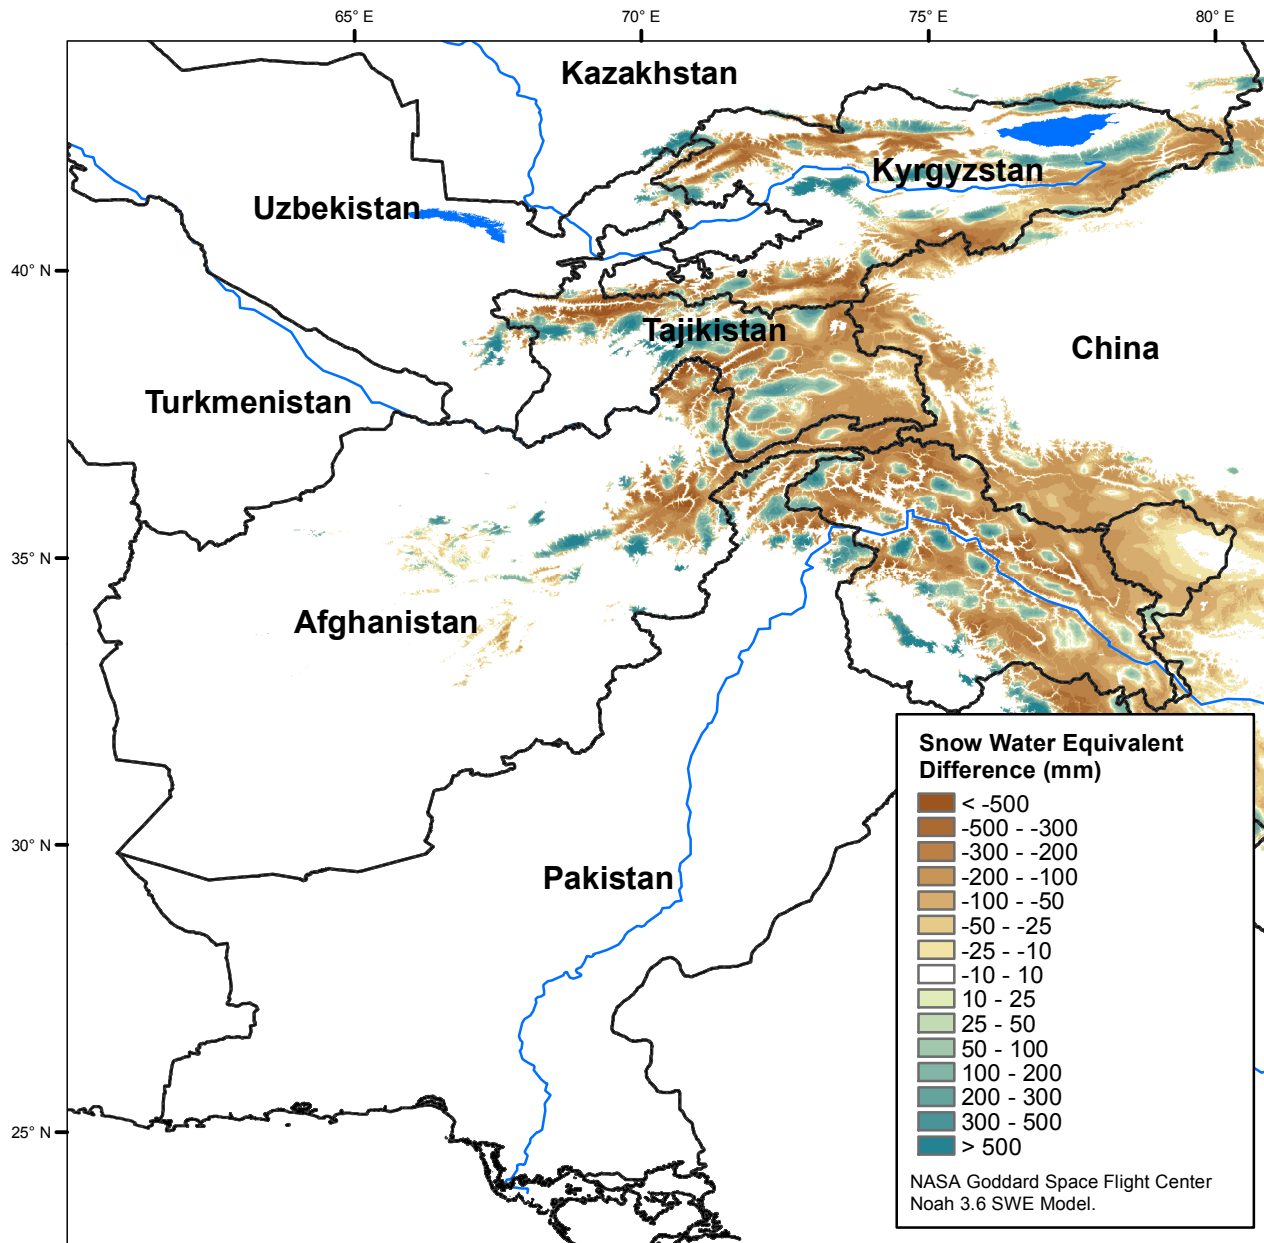 65° E
70° E
75° E
80° E
Kazakhstan
Kyrgyzstan
Uzbekistan
40° N
Tajikistan
China
Turkmenistan
35° N
Afghanistan
Snow Water Equivalent
Difference (mm)
< -500
-500 - -300
-300 - -200
-200 - -100
-100 - -50
-50 - -25
-25 - -10
-10 - 10
10 - 25
25 - 50
50 - 100
100 - 200
200 - 300
300 - 500
> 500
30° N
Pakistan
25° N
NASA Goddard Space Flight Center
Noah 3.6 SWE Model.